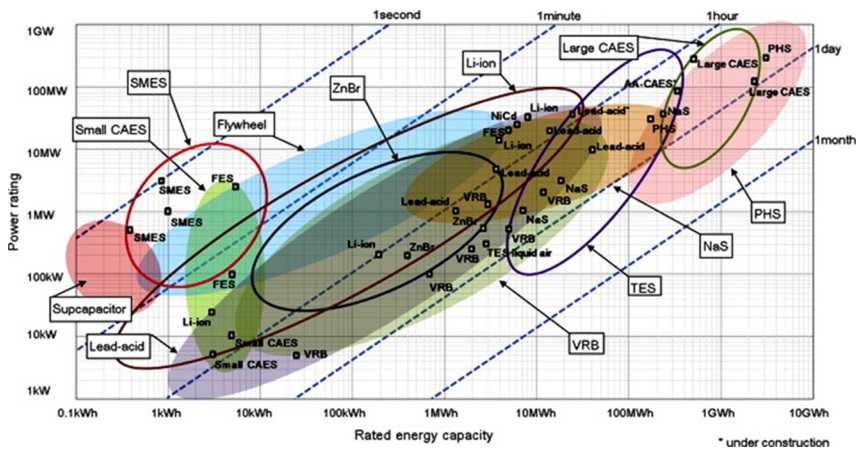 1second
1minute
1hour
1GW
Large CAES
PHS
1day
SMES
Li-ion
Large CAES
ZnBr
AA-CAES*
Large CAES
100MW
Small CAES
Flywheel
NiCd
Li-ion
Lead-acid*
NaS
FES
Lead-acid
PHS
Li-ion
10MW
Lead-acid
1month
SMES
FES
Lead-acid
NaS
VRB
VRB
Lead-acid
1MW
ZnBr
NaS
PHS
SMES
VRB
Li-ion
ZnBr
VRB
TES liquid air
NaS
100kW
FES
VRB
TES
Supcapacitor
Li-ion
10kW
Lead-acid
Small CAES
VRB
VRB
Small CAES
1kW
Power rating
0.1kWh
1kWh
10kWh
100kWh
1MWh
10MWh
100MWh
1GWh
10GWh
Rated energy capacity
* under construction